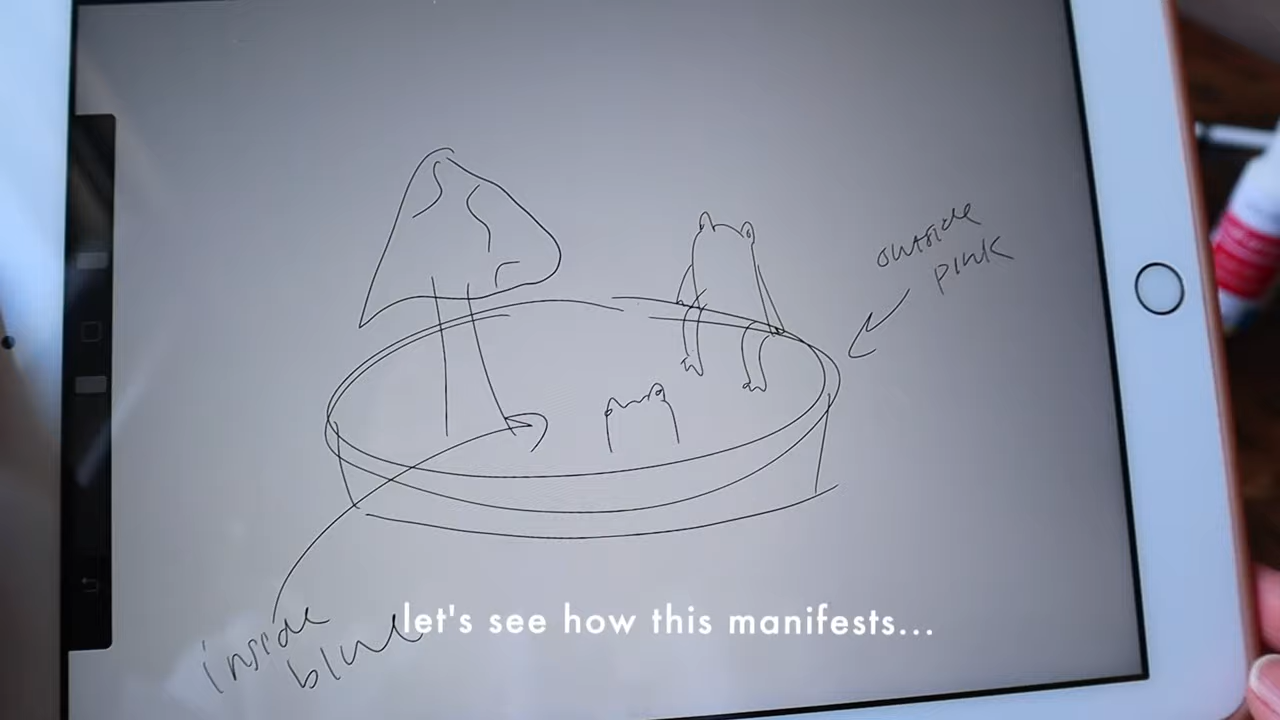 outside
pink
inside
blue
let's see how this manifests...